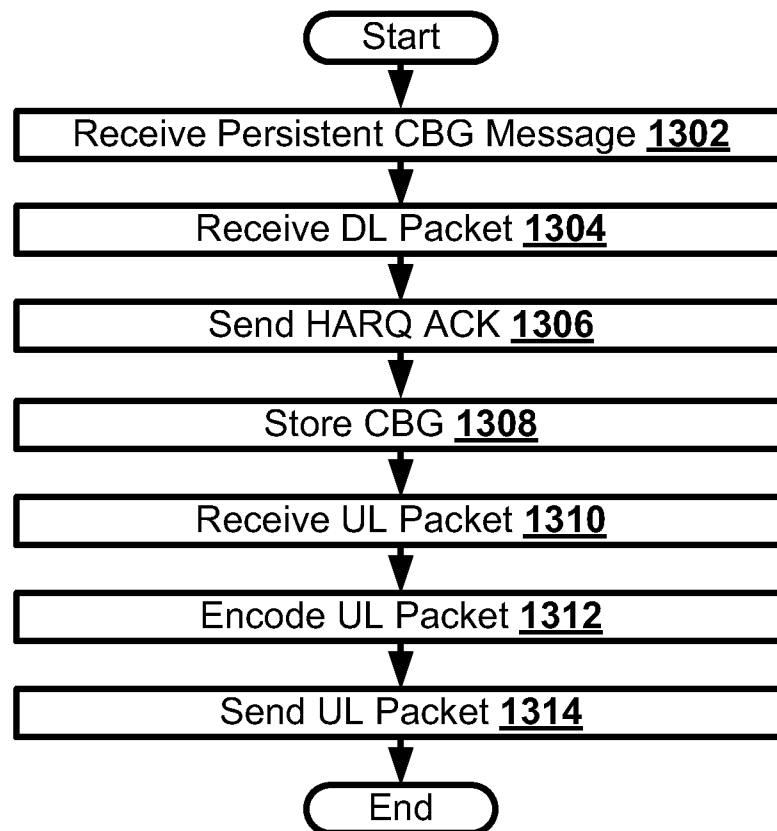 Start
Receive Persistent CBG Message 1302
Receive DL Packet 1304
Send HARQ ACK 1306
Store CBG 1308
Receive UL Packet 1310
Encode UL Packet 1312
Send UL Packet 1314
End